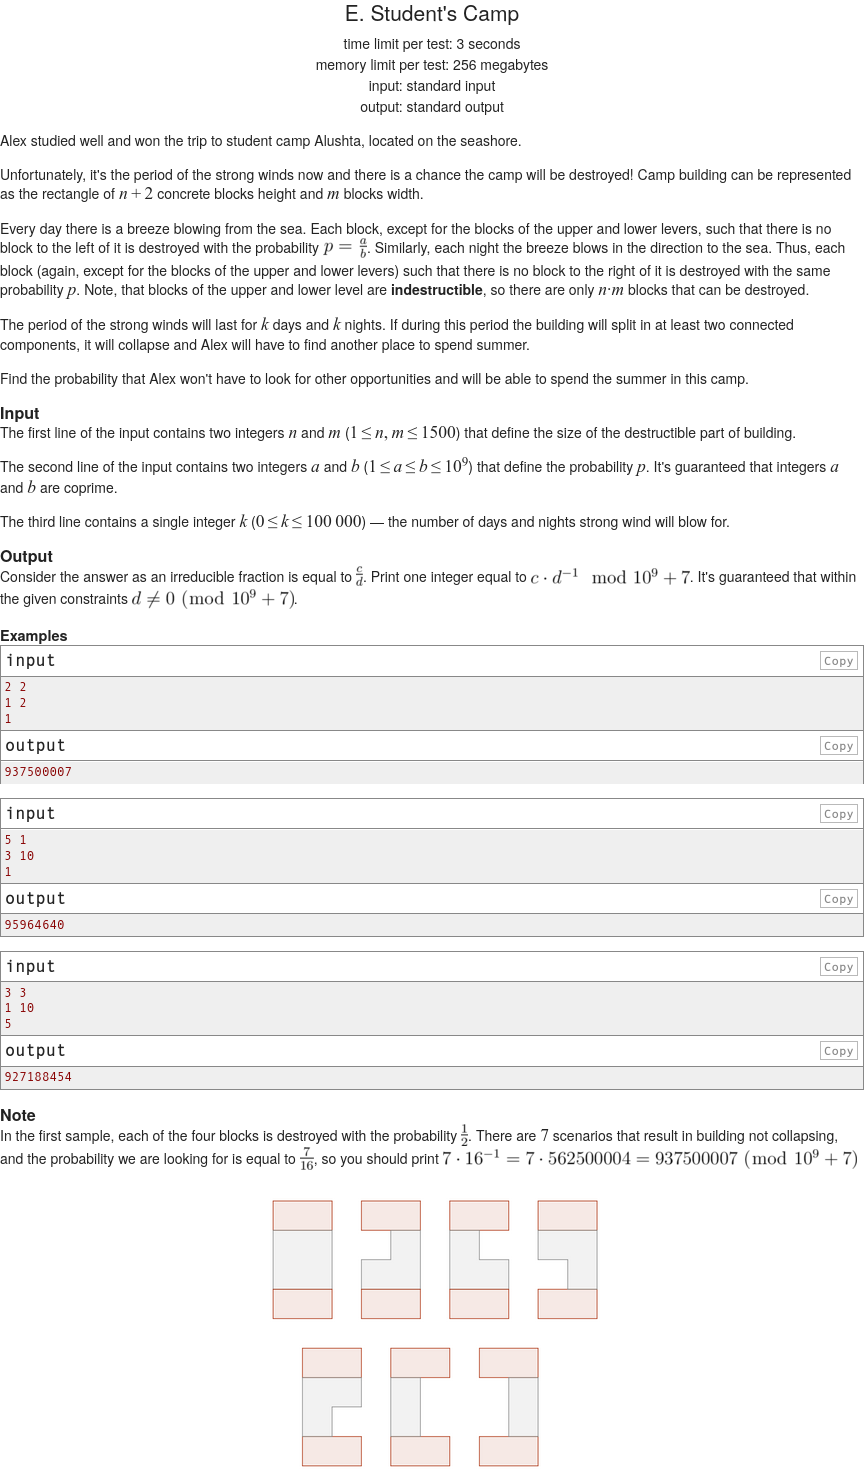 E. Student's Camp
time limit per test: 3 seconds
memory limit per test: 256 megabytes
input: standard input
output: standard output
Alex studied well and won the trip to student camp Alushta, located on the seashore.
Unfortunately, it's the period of the strong winds now and there is a chance the camp will be destroyed! Camp building can be represented
as the rectangle of n + 2 concrete blocks height and m blocks width.
Every day there is a breeze blowing from the sea. Each block, except for the blocks of the upper and lower levers, such that there is no
block to the left of it is destroyed with the probability p = a/b. Similarly, each night the breeze blows in the direction to the sea. Thus, each
block (again, except for the blocks of the upper and lower levers) such that there is no block to the right of it is destroyed with the same
probability p. Note, that blocks of the upper and lower level are indestructible, so there are only n·m blocks that can be destroyed.
The period of the strong winds will last for k days and k nights. If during this period the building will split in at least two connected
components, it will collapse and Alex will have to find another place to spend summer.
Find the probability that Alex won't have to look for other opportunities and will be able to spend the summer in this camp.
Input
The first line of the input contains two integers n and m (1 ≤ n, m ≤ 1500) that define the size of the destructible part of building.
The second line of the input contains two integers a and b (1 ≤ a ≤ b ≤ 10^9) that define the probability p. It's guaranteed that integers a
and b are coprime.
The third line contains a single integer k (0 ≤ k ≤ 100 000) — the number of days and nights strong wind will blow for.
Output
Consider the answer as an irreducible fraction is equal to c/d. Print one integer equal to c · d^-1 mod 10^9 + 7. It's guaranteed that within
the given constraints d ≠ 0 (mod 10^9 + 7).
Examples
input Copy
2 2
1 2
1
output Copy
937500007
input Copy
5 1
3 10
1
output Copy
95964640
input Copy
3 3
1 10
5
output Copy
927188454
Note
In the first sample, each of the four blocks is destroyed with the probability 1/2. There are 7 scenarios that result in building not collapsing,
and the probability we are looking for is equal to 7/16, so you should print 7 · 16^-1 = 7 · 562500004 = 937500007 (mod 10^9 + 7)